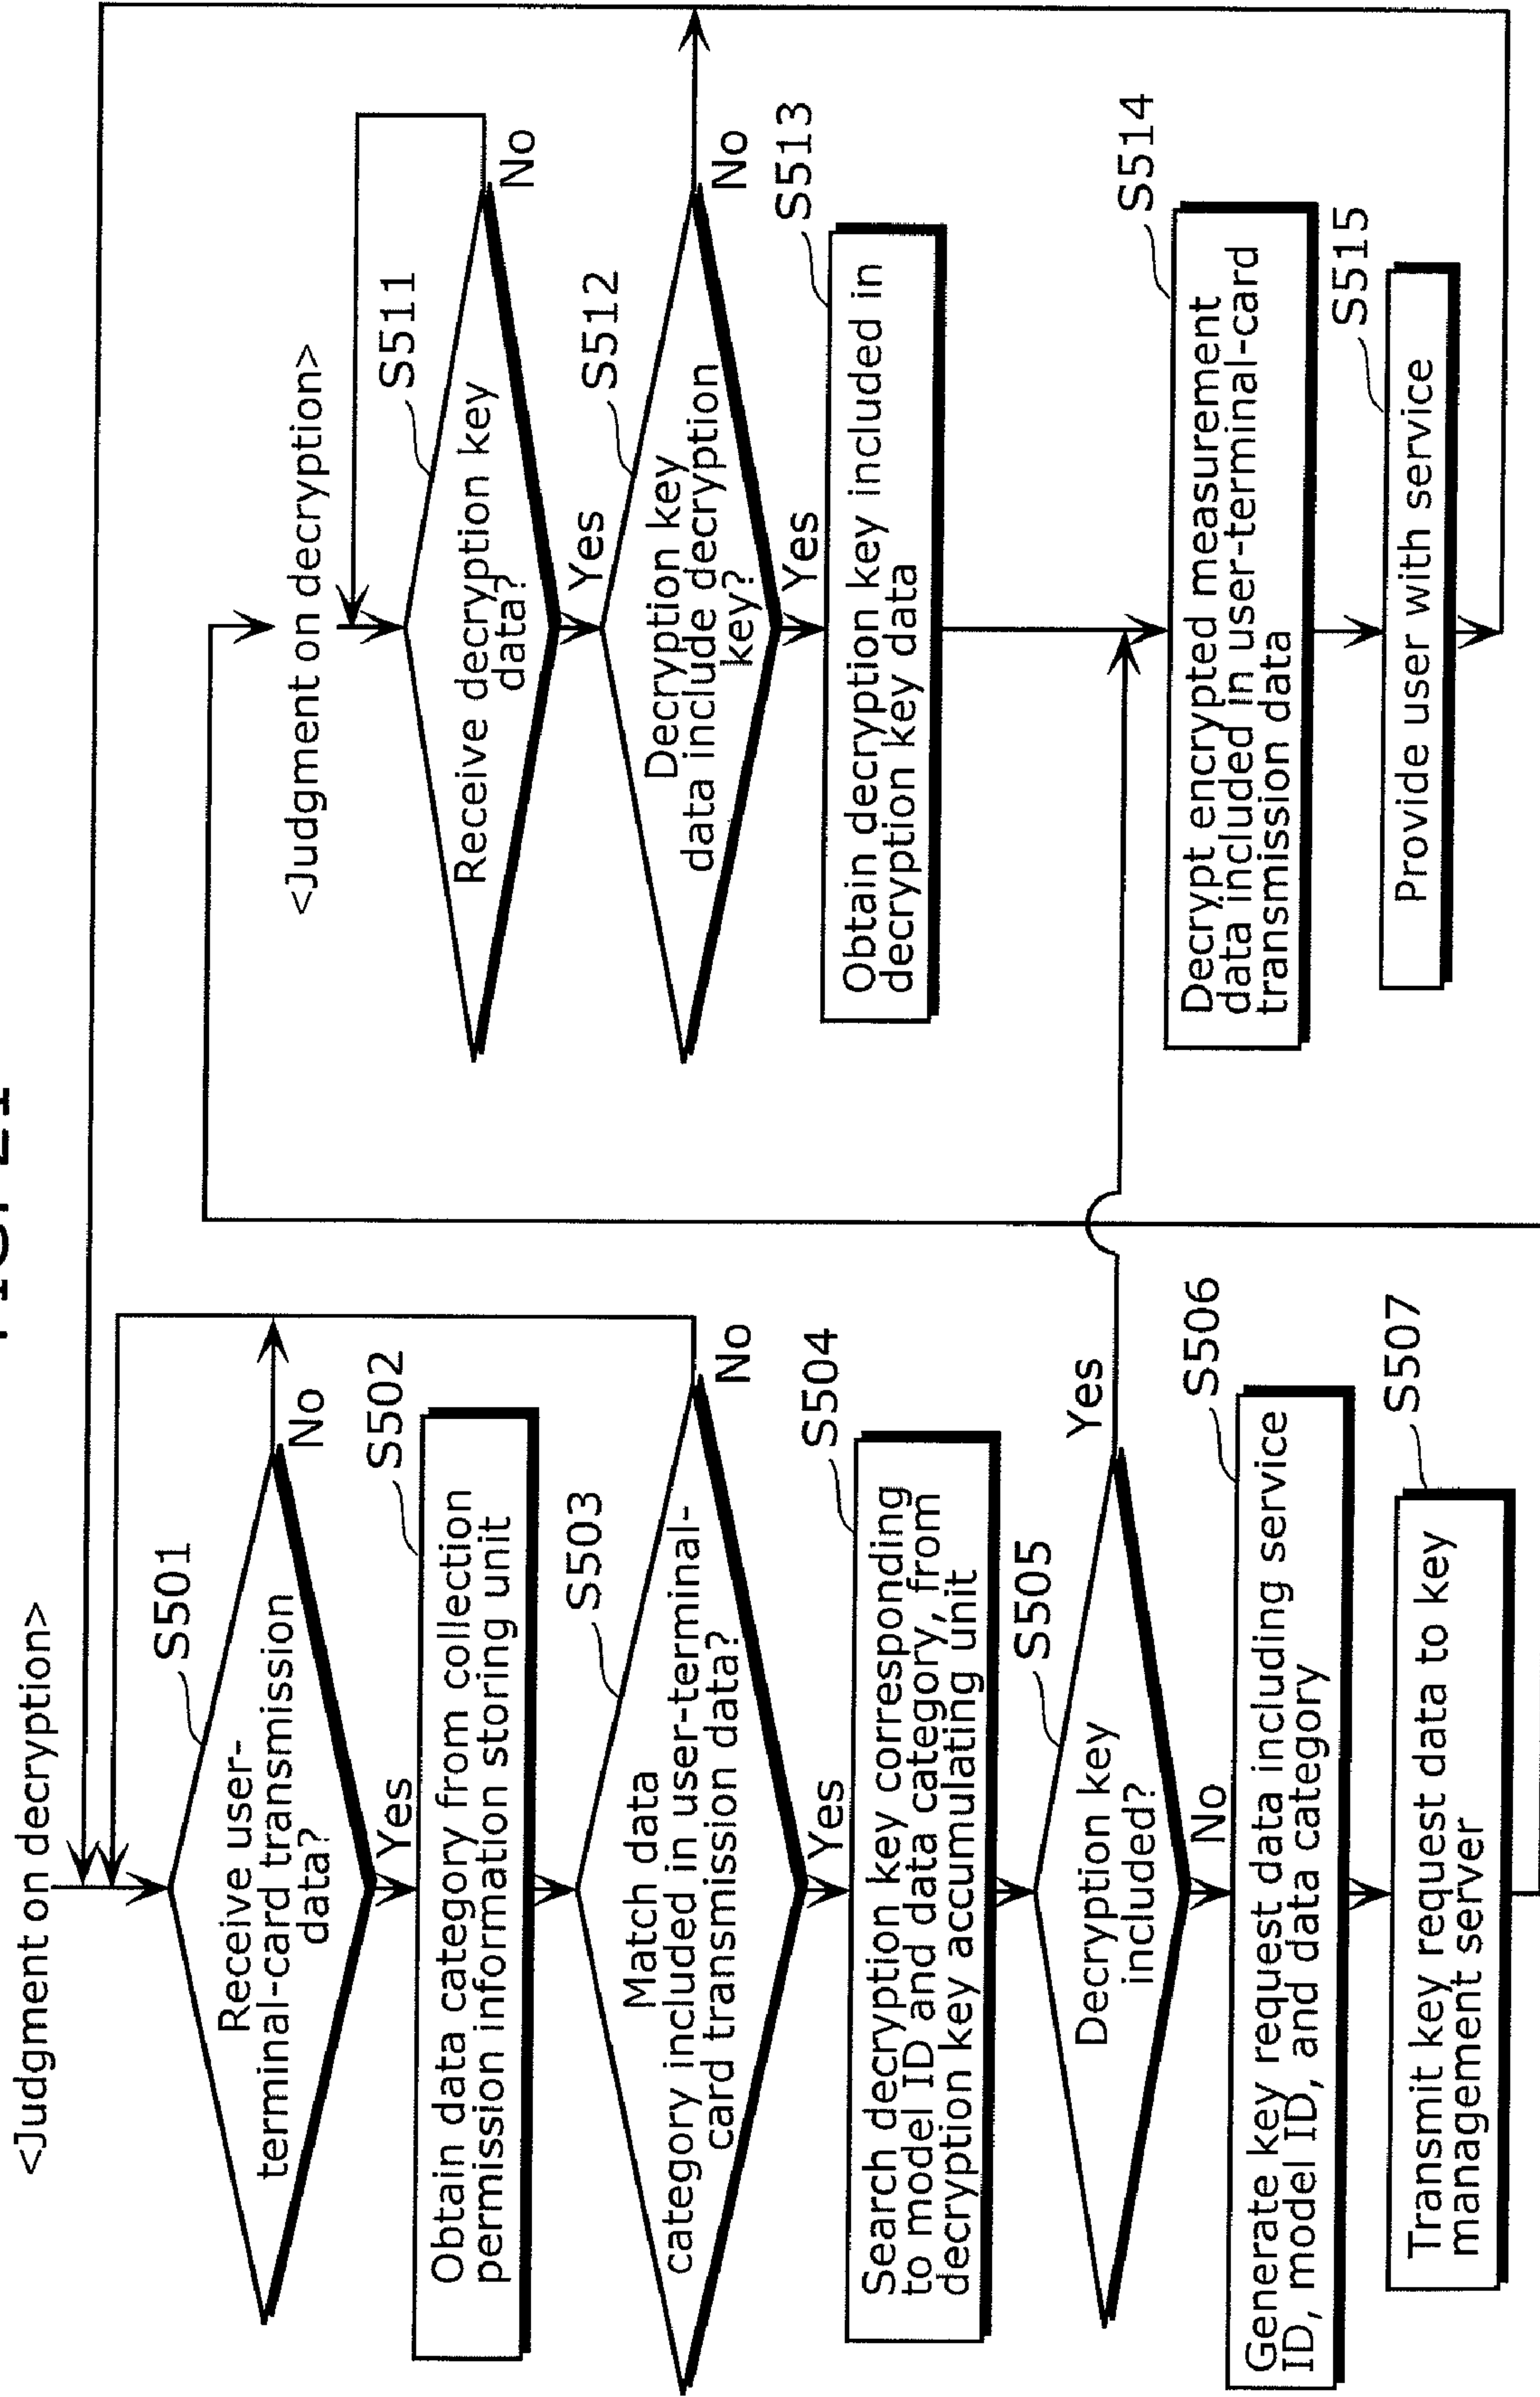 <Judgment on decryption>
S501
Receive user-
terminal-card transmission
data?
No
Yes
S502
Obtain data category from collection
permission information storing unit
S503
Match data
category included in user-terminal-
card transmission data?
No
Yes
S504
Search decryption key corresponding
to model ID and data category, from
decryption key accumulating unit
S505
Decryption key
included?
Yes
No
S506
Generate key request data including service
ID, model ID, and data category
S507
Transmit key request data to key
management server
<Judgment on decryption>
S511
Receive decryption key
data?
No
Yes
S512
Decryption key
data include decryption
key?
No
Yes
S513
Obtain decryption key included in
decryption key data
S514
Decrypt encrypted measurement
data included in user-terminal-card
transmission data
S515
Provide user with service